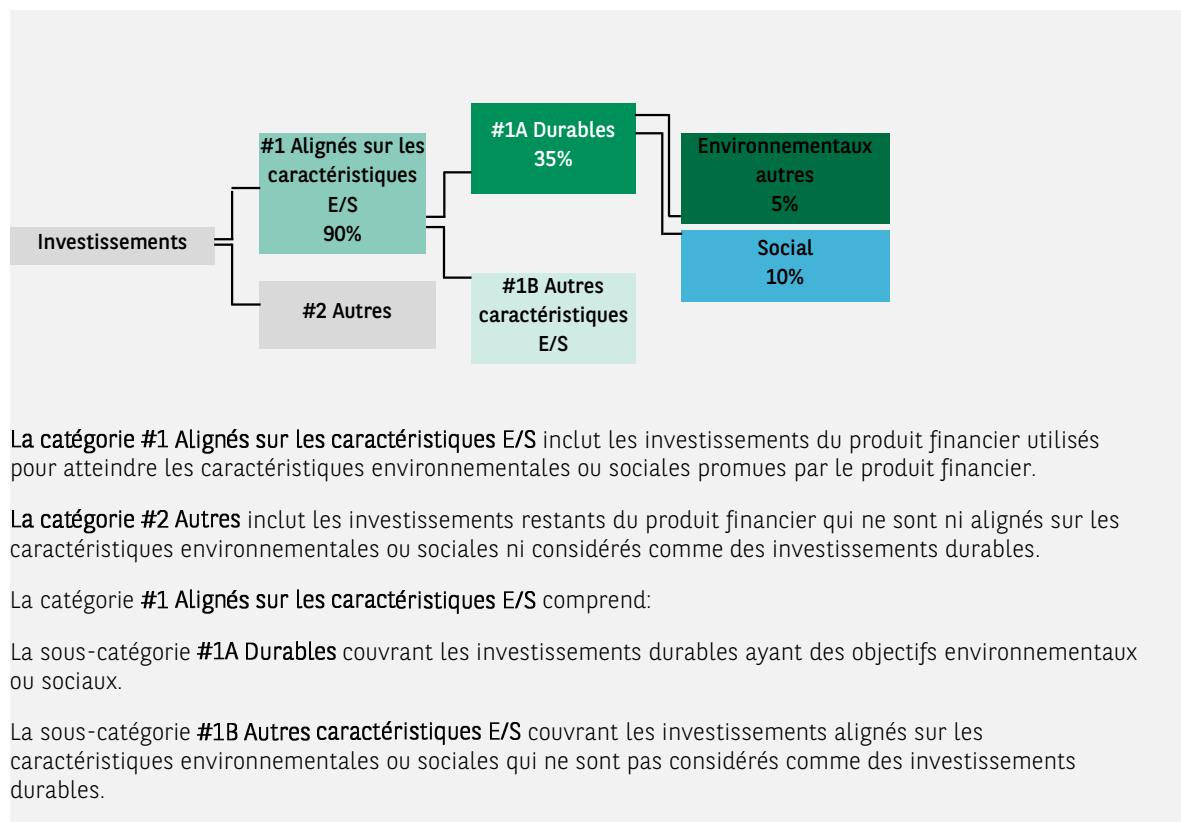 #1A Durables
35%
#1 Alignés sur les
caractéristiques
E/S
90%
Environnementaux
autres
5%
Investissements
Social
10%
#2 Autres
#1B Autres
caractéristiques
E/S
La catégorie #1 Alignés sur les caractéristiques E/S inclut les investissements du produit financier utilisés
pour atteindre les caractéristiques environnementales ou sociales promues par le produit financier.
La catégorie #2 Autres inclut les investissements restants du produit financier qui ne sont ni alignés sur les
caractéristiques environnementales ou sociales ni considérés comme des investissements durables.
La catégorie #1 Alignés sur les caractéristiques E/S comprend:
La sous-catégorie #1A Durables couvrant les investissements durables ayant des objectifs environnementaux
ou sociaux.
La sous-catégorie #1B Autres caractéristiques E/S couvrant les investissements alignés sur les
caractéristiques environnementales ou sociales qui ne sont pas considérés comme des investissements
durables.